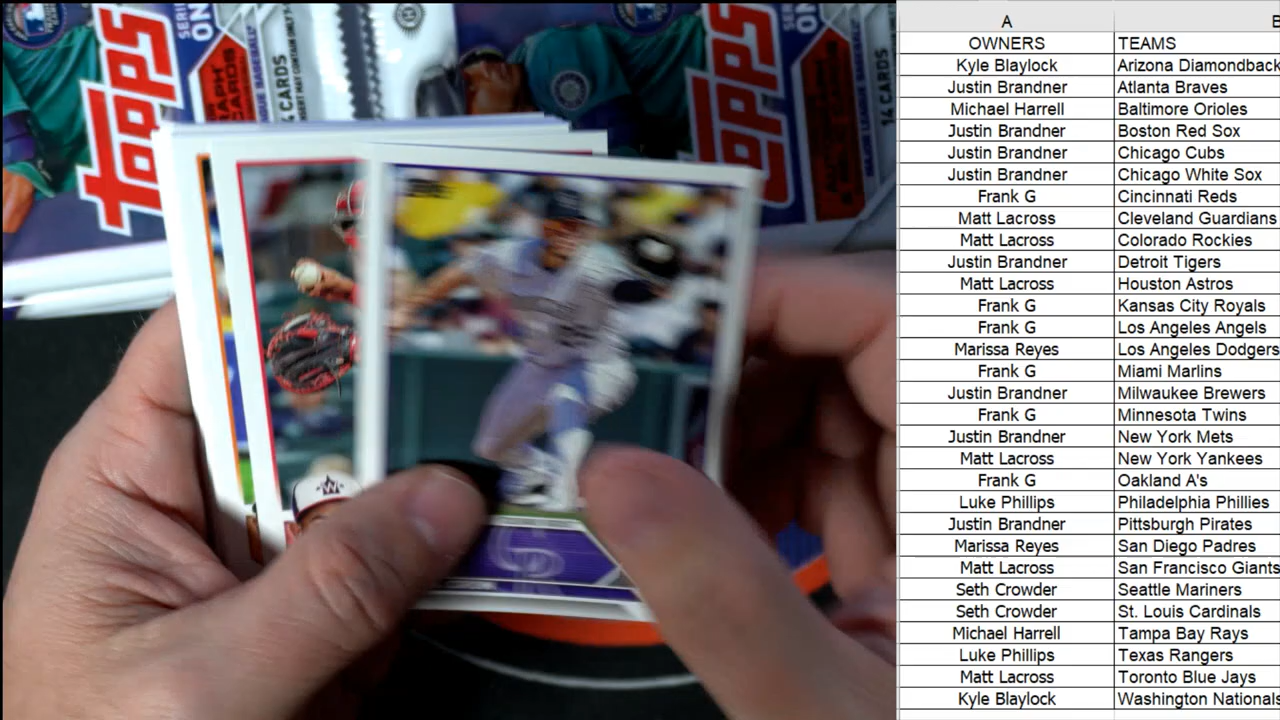 topps
SERIES
ON
14 CARDS
topps
14 CARDS
CR
W
A
B
OWNERS TEAMS
Kyle Blaylock Arizona Diamondback
Justin Brandner Atlanta Braves
Michael Harrell Baltimore Orioles
Justin Brandner Boston Red Sox
Justin Brandner Chicago Cubs
Justin Brandner Chicago White Sox
Frank G Cincinnati Reds
Matt Lacross Cleveland Guardians
Matt Lacross Colorado Rockies
Justin Brandner Detroit Tigers
Matt Lacross Houston Astros
Frank G Kansas City Royals
Frank G Los Angeles Angels
Marissa Reyes Los Angeles Dodgers
Frank G Miami Marlins
Justin Brandner Milwaukee Brewers
Frank G Minnesota Twins
Justin Brandner New York Mets
Matt Lacross New York Yankees
Frank G Oakland A's
Luke Phillips Philadelphia Phillies
Justin Brandner Pittsburgh Pirates
Marissa Reyes San Diego Padres
Matt Lacross San Francisco Giants
Seth Crowder Seattle Mariners
Seth Crowder St. Louis Cardinals
Michael Harrell Tampa Bay Rays
Luke Phillips Texas Rangers
Matt Lacross Toronto Blue Jays
Kyle Blaylock Washington Nationals